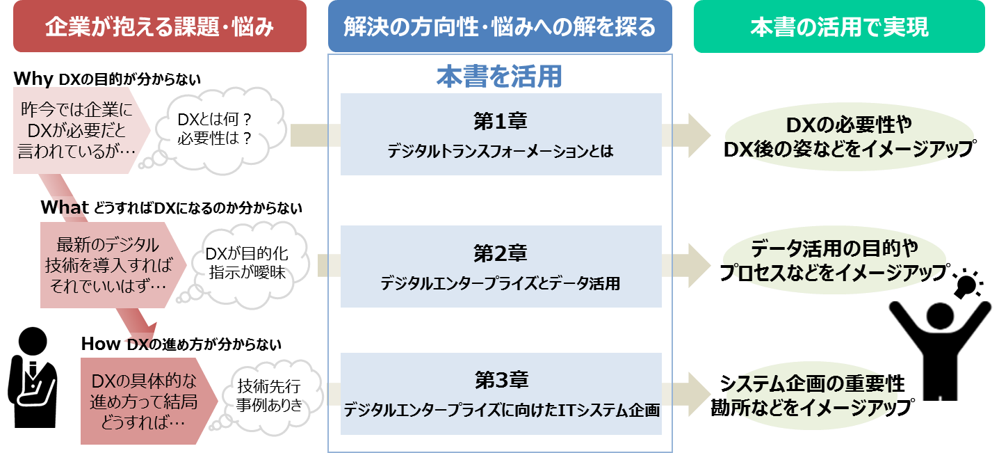 企業が抱える課題・悩み
解決の方向性・悩みへの解を探る
本書の活用で実現
本書を活用
Why DXの目的が分からない
昨今では企業に
DXが必要だと
言われているが…
DXとは何？
必要性は？
第1章
デジタルトランスフォーメーションとは
DXの必要性や
DX後の姿などをイメージアップ
What どうすればDXになるのか分からない
最新のデジタル
技術を導入すれば
それでいいはず…
DXが目的化
指示が曖昧
第2章
デジタルエンタープライズとデータ活用
データ活用の目的や
プロセスなどをイメージアップ
How DXの進め方が分からない
DXの具体的な
進め方って結局
どうすれば…
技術先行
事例ありき
第3章
デジタルエンタープライズに向けたITシステム企画
システム企画の重要性
勘所などをイメージアップ